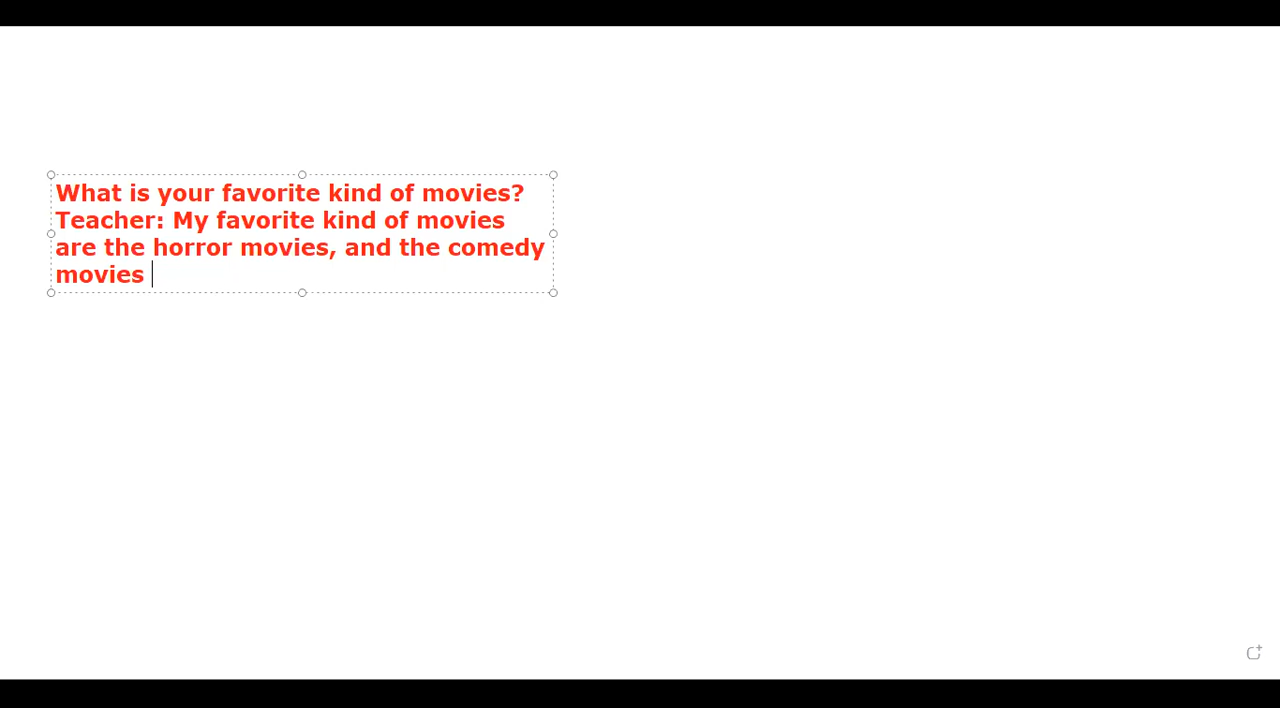 What is your favorite kind of movies?
Teacher: My favorite kind of movies
are the horror movies, and the comedy
movies